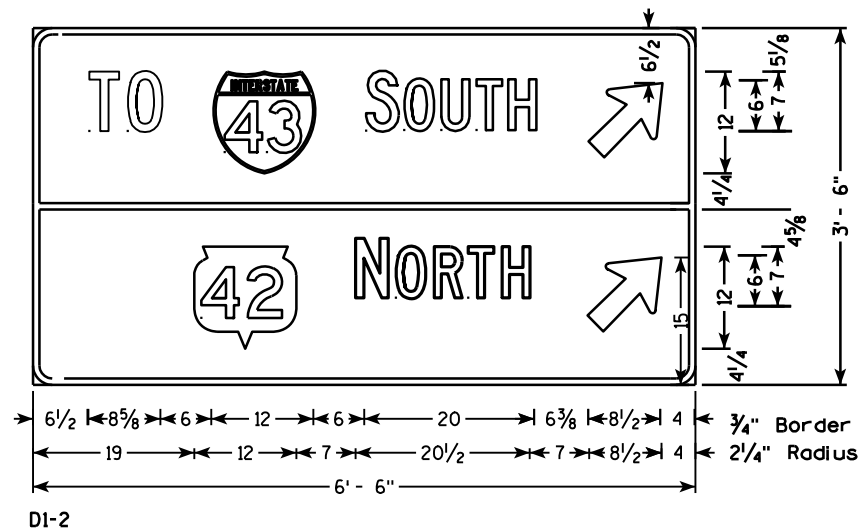 TO INTERSTATE 43 SOUTH
42 NORTH
6½
5⅛
6
7
12
4¼
4⅝
6
7
12
4¼
15
3'- 6"
6½ 8⅝ 6 12 6 20 6⅜ 8½ 4 ¾" Border
19 12 7 20½ 7 8½ 4 2¼" Radius
6' - 6"
D1-2